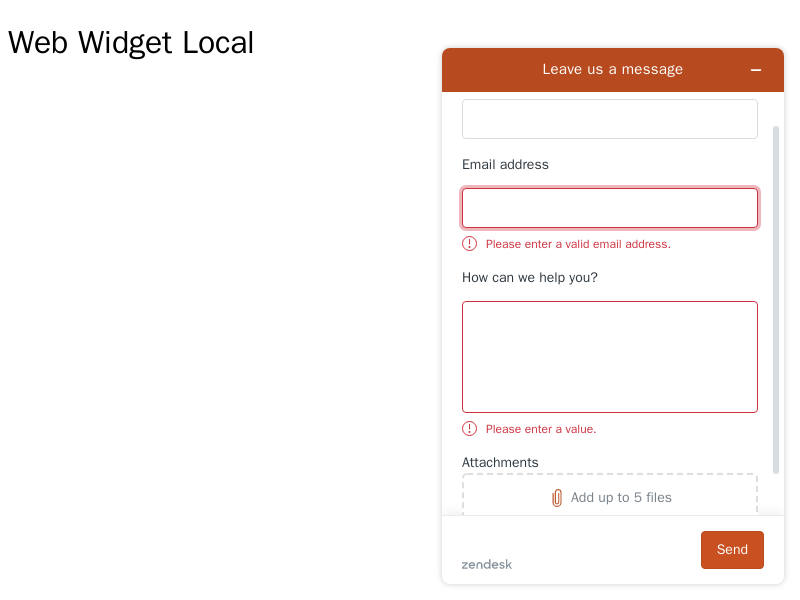 Web Widget Local
Leave us a message
Email address
Please enter a valid email address.
How can we help you?
Please enter a value.
Attachments
Add up to 5 files
Send
zendesk